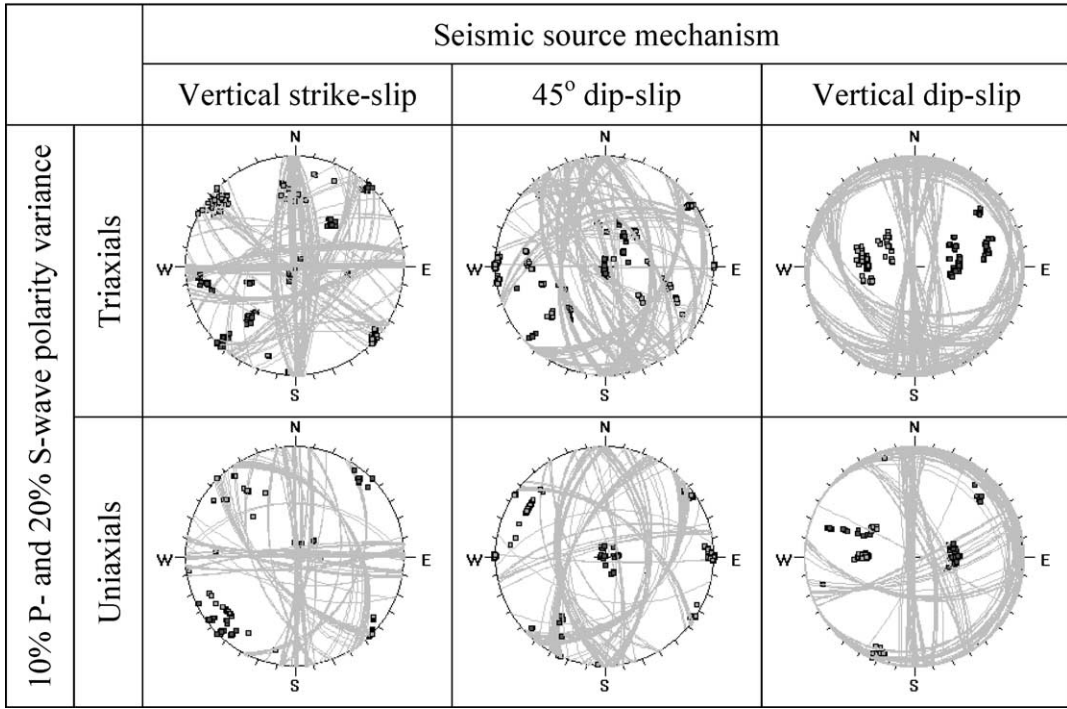 Seismic source mechanism
Vertical strike-slip
45° dip-slip
Vertical dip-slip
10% P- and 20% S-wave polarity variance
Triaxials
N
W
E
S
N
W
E
S
N
W
E
S
Uniaxials
N
W
E
S
N
W
E
S
N
W
E
S